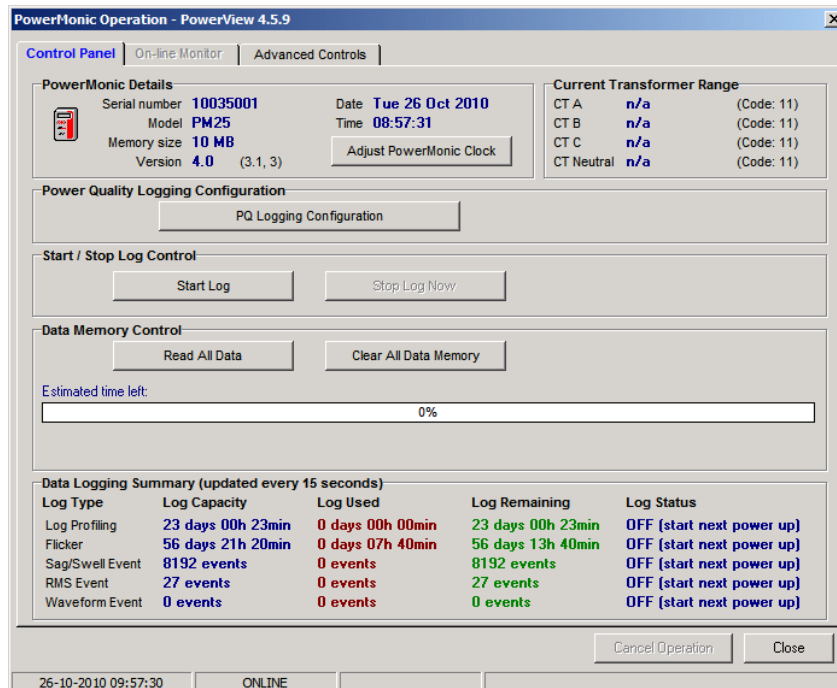 PowerMonic Operation - PowerView 4.5.9
Control Panel On-line Monitor Advanced Controls
PowerMonic Details
Serial number 10035001 Date Tue 26 Oct 2010
Model PM25 Time 08:57:31
Memory size 10 MB
Version 4.0 (3.1, 3)
Adjust PowerMonic Clock
Current Transformer Range
CT A n/a (Code: 11)
CT B n/a (Code: 11)
CT C n/a (Code: 11)
CT Neutral n/a (Code: 11)
Power Quality Logging Configuration
PQ Logging Configuration
Start / Stop Log Control
Start Log Stop Log Now
Data Memory Control
Read All Data Clear All Data Memory
Estimated time left:
0%
Data Logging Summary (updated every 15 seconds)
Log Type Log Capacity Log Used Log Remaining Log Status
Log Profiling 23 days 00h 23min 0 days 00h 00min 23 days 00h 23min OFF (start next power up)
Flicker 56 days 21h 20min 0 days 07h 40min 56 days 13h 40min OFF (start next power up)
Sag/Swell Event 8192 events 0 events 8192 events OFF (start next power up)
RMS Event 27 events 0 events 27 events OFF (start next power up)
Waveform Event 0 events 0 events 0 events OFF (start next power up)
Cancel Operation Close
26-10-2010 09:57:30 ONLINE